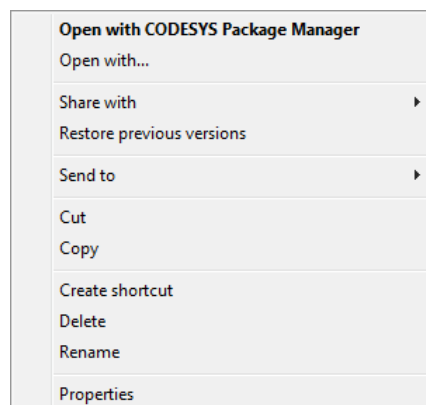 Open with CODESYS Package Manager
Open with...
Share with
Restore previous versions
Send to
Cut
Copy
Create shortcut
Delete
Rename
Properties